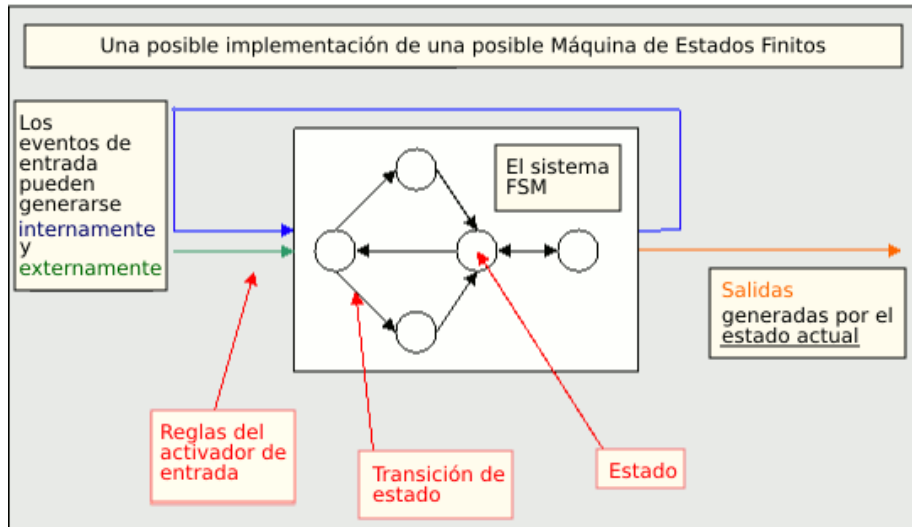 Una posible implementación de una posible Máquina de Estados Finitos
Los
eventos de
entrada
pueden
generarse
internamente
y
externamente
El sistema
FSM
Salidas
generadas por el
estado actual
Reglas del
activador de
entrada
Transición de
estado
Estado